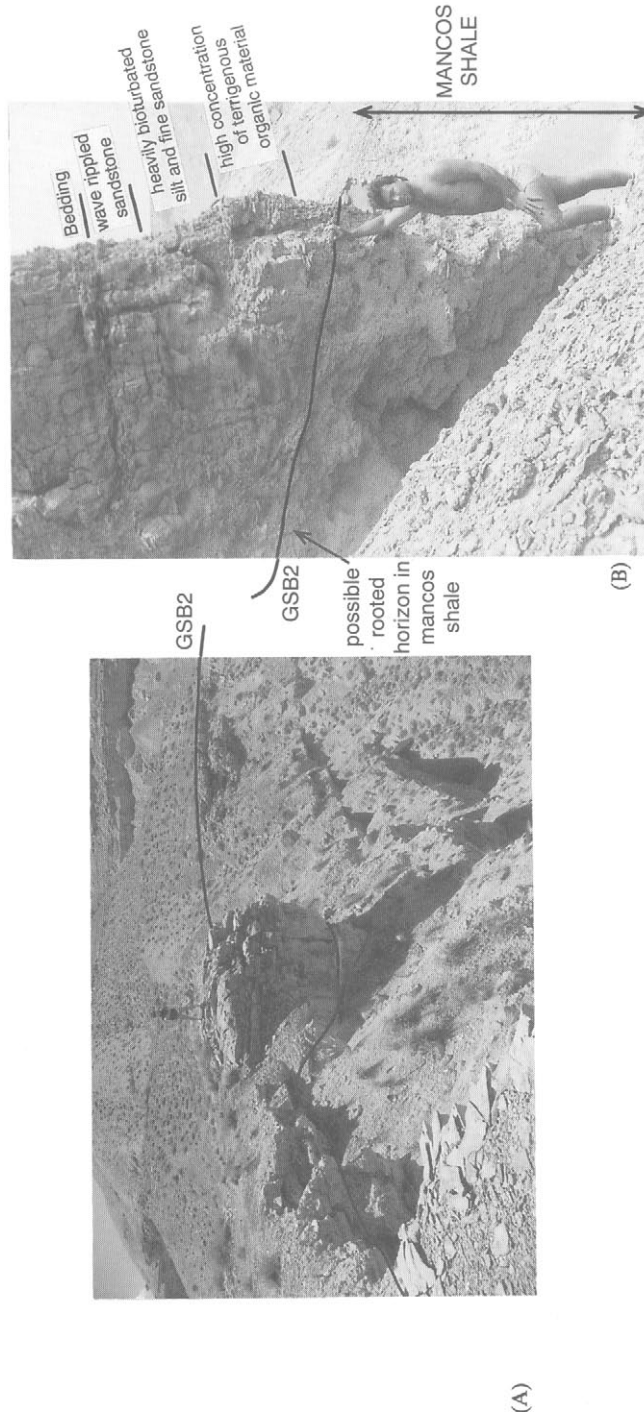 (A)
GSB2
GSB2
possible
rooted
horizon in
mancos
shale
(B)
Bedding
wave rippled
sandstone
heavily bioturbated
silt and fine sandstone
high concentration
of terrigenous
organic material
MANCOS
SHALE